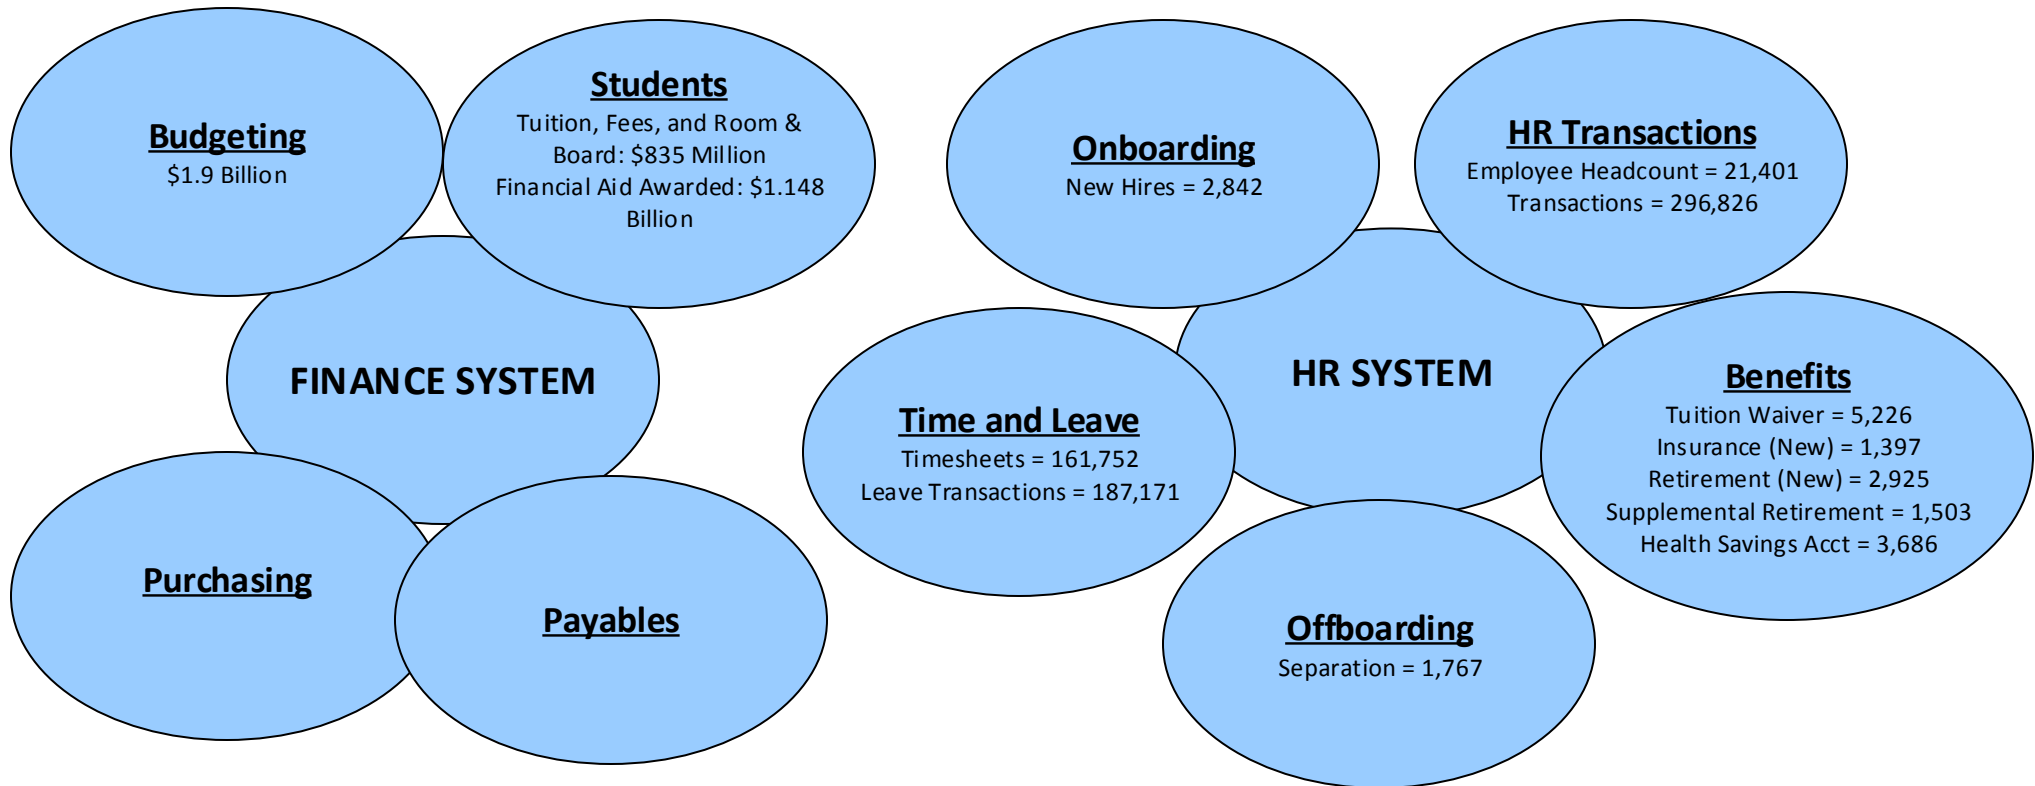 Budgeting
$1.9 Billion
Students
Tuition, Fees, and Room &
Board: $835 Million
Financial Aid Awarded: $1.148
Billion
FINANCE SYSTEM
Purchasing
Payables
Onboarding
New Hires = 2,842
HR Transactions
Employee Headcount = 21,401
Transactions = 296,826
HR SYSTEM
Time and Leave
Timesheets = 161,752
Leave Transactions = 187,171
Benefits
Tuition Waiver = 5,226
Insurance (New) = 1,397
Retirement (New) = 2,925
Supplemental Retirement = 1,503
Health Savings Acct = 3,686
Offboarding
Separation = 1,767